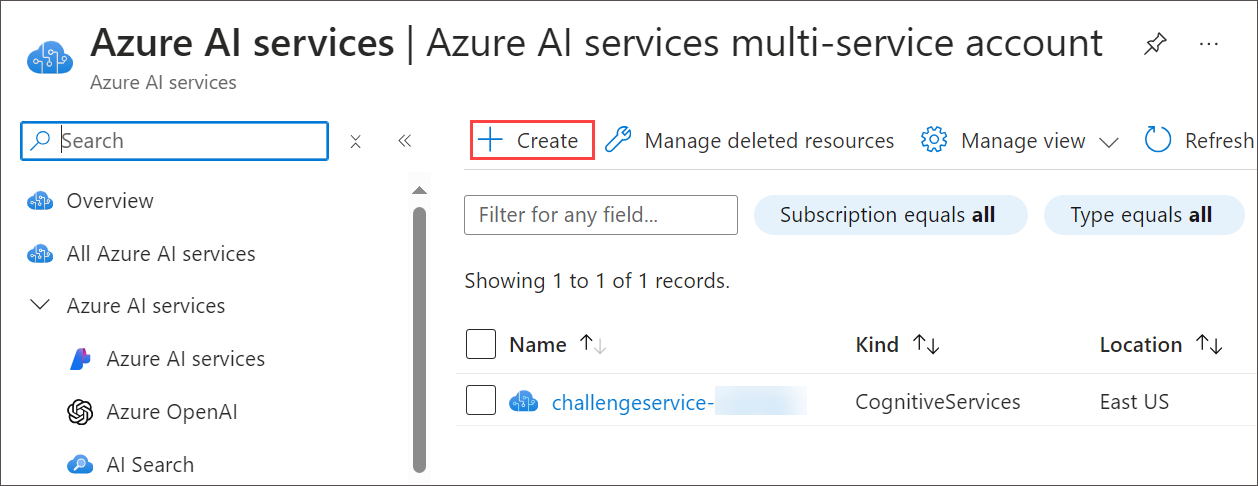 Azure AI services | Azure AI services multi-service account
Azure AI services
Search
Create
Manage deleted resources
Manage view
Refresh
Overview
All Azure AI services
Azure AI services
Azure AI services
Azure OpenAI
AI Search
Filter for any field...
Subscription equals all
Type equals all
Showing 1 to 1 of 1 records.
Name
Kind
Location
challengeservice-
CognitiveServices
East US